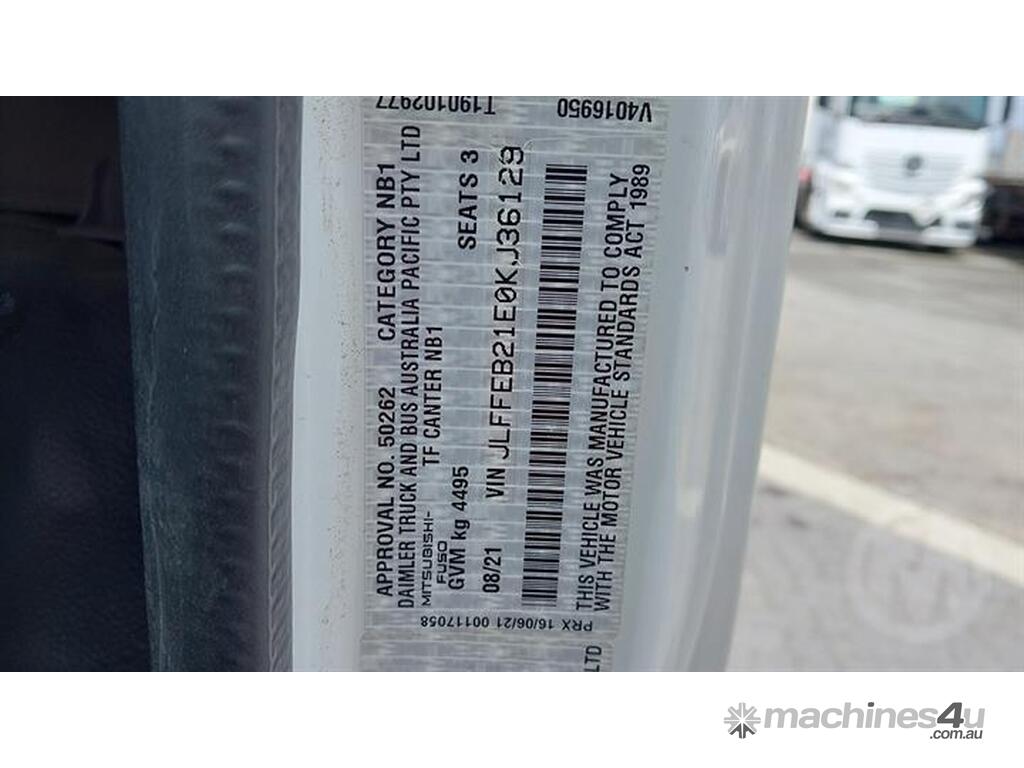 T190102977
V4016950
APPROVAL NO. 50262 CATEGORY NB1
DAIMLER TRUCK AND BUS AUSTRALIA PACIFIC PTY LTD
MITSUBISHI-
FUSO
TF CANTER NB1
GVM kg 4495
SEATS 3
08/21
VIN JLFFEB21E0KJ36129
THIS VEHICLE WAS MANUFACTURED TO COMPLY
WITH THE MOTOR VEHICLE STANDARDS ACT 1989
PRX 16/06/21 00117058
LTD
machines4u
.com.au